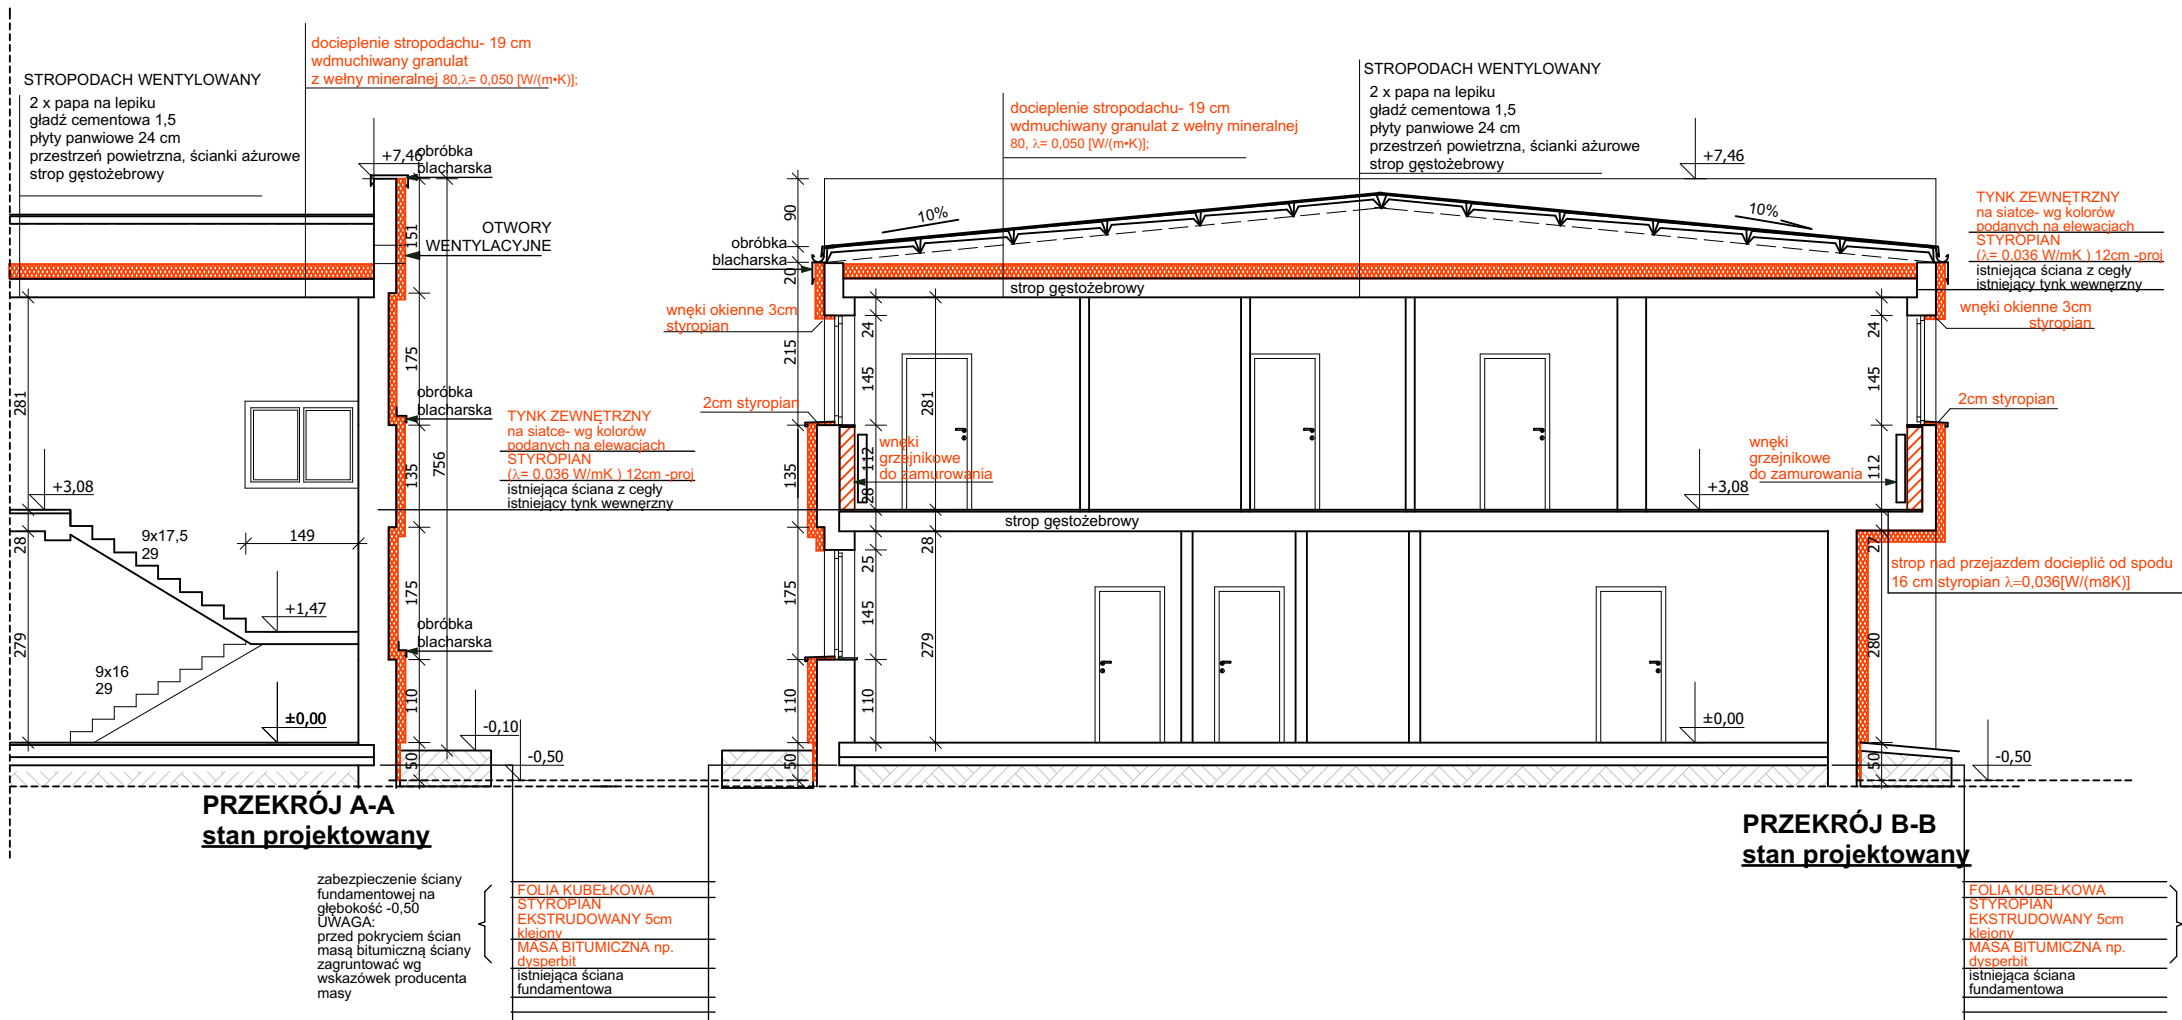 STROPODACH WENTYLOWANY
2 x papa na lepiku
gładź cementowa 1,5
płyty panwiowe 24 cm
przestrzeń powietrzna, ścianki ażurowe
strop gęstożebrowy
docieplenie stropodachu- 19 cm
wdmuchiwany granulat
z wełny mineralnej 80,λ= 0,050 [W/(m•K)];
+7,46
obróbka
blacharska
OTWORY
WENTYLACYJNE
151
175
obróbka
blacharska
135
756
175
obróbka
blacharska
110
50
281
+3,08
28
9x17,5
29
149
+1,47
279
9x16
29
±0,00
-0,10
-0,50
TYNK ZEWNĘTRZNY
na siatce- wg kolorów
podanych na elewacjach
STYROPIAN
(λ= 0,036 W/mK ) 12cm -proj
istniejąca ściana z cegły
istniejący tynk wewnęrzny
PRZEKRÓJ A-A
stan projektowany
zabezpieczenie ściany
fundamentowej na
głębokość -0,50
UWAGA:
przed pokryciem ścian
masą bitumiczną ściany
zagruntować wg
wskazówek producenta
masy
FOLIA KUBEŁKOWA
STYROPIAN
EKSTRUDOWANY 5cm
klejony
MASA BITUMICZNA np.
dysperbit
istniejąca ściana
fundamentowa
docieplenie stropodachu- 19 cm
wdmuchiwany granulat z wełny mineralnej
80, λ= 0,050 [W/(m•K)];
STROPODACH WENTYLOWANY
2 x papa na lepiku
gładź cementowa 1,5
płyty panwiowe 24 cm
przestrzeń powietrzna, ścianki ażurowe
strop gęstożebrowy
+7,46
90
10%
10%
obróbka
blacharska
20
strop gęstożebrowy
wnęki okienne 3cm
styropian
215
24
145
281
2cm styropian
135
112
28
wnęki
grzejnikowe
do zamurowania
strop gęstożebrowy
28
25
175
145
279
110
110
50
+3,08
±0,00
wnęki
grzejnikowe
do zamurowania
24
145
112
27
280
50
TYNK ZEWNĘTRZNY
na siatce- wg kolorów
podanych na elewacjach
STYROPIAN
(λ= 0,036 W/mK ) 12cm -proj
istniejąca ściana z cegły
istniejący tynk wewnęrzny
wnęki okienne 3cm
styropian
2cm styropian
strop nad przejazdem docieplić od spodu
16 cm styropian λ=0,036[W/(m8K)]
-0,50
PRZEKRÓJ B-B
stan projektowany
FOLIA KUBEŁKOWA
STYROPIAN
EKSTRUDOWANY 5cm
klejony
MASA BITUMICZNA np.
dysperbit
istniejąca ściana
fundamentowa